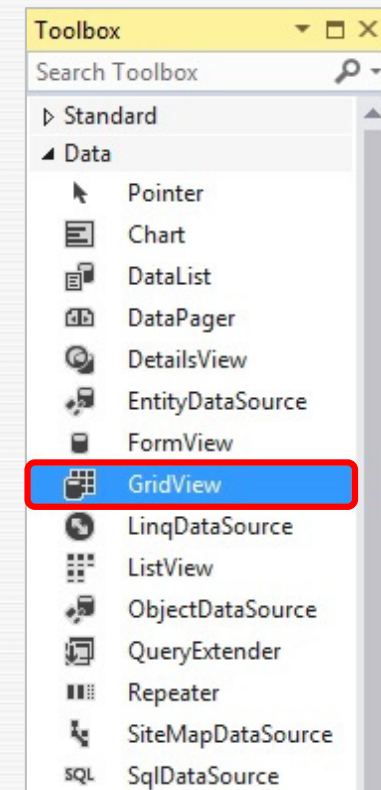 Toolbox
Search Toolbox
Standard
Data
Pointer
Chart
DataList
DataPager
DetailsView
EntityDataSource
FormView
GridView
LinqDataSource
ListView
ObjectDataSource
QueryExtender
Repeater
SiteMapDataSource
SQL SqlDataSource